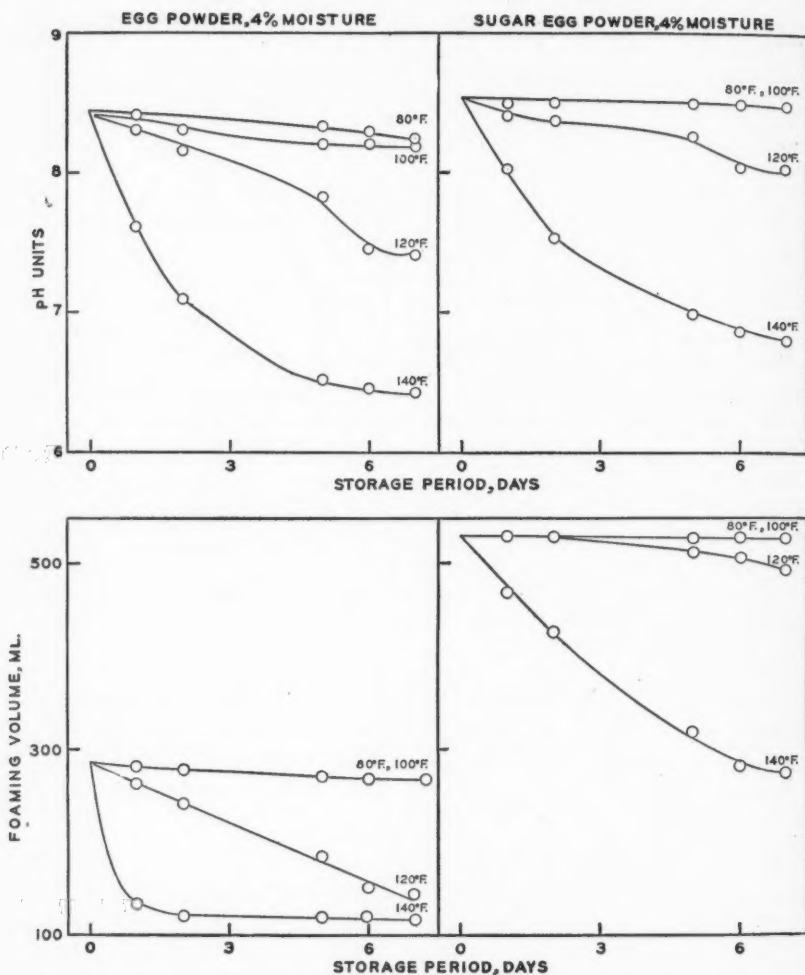 EGG POWDER, 4% MOISTURE
SUGAR EGG POWDER, 4% MOISTURE
9
8
7
6
PH UNITS
80°F.
100°F.
120°F.
140°F.
80°F., 100°F.
120°F.
140°F.
0 3 6 0 3 6
STORAGE PERIOD, DAYS
500
300
100
FOAMING VOLUME, ML.
80°F., 100°F.
120°F.
140°F.
80°F., 100°F.
120°F.
140°F.
0 3 6 0 3 6
STORAGE PERIOD, DAYS